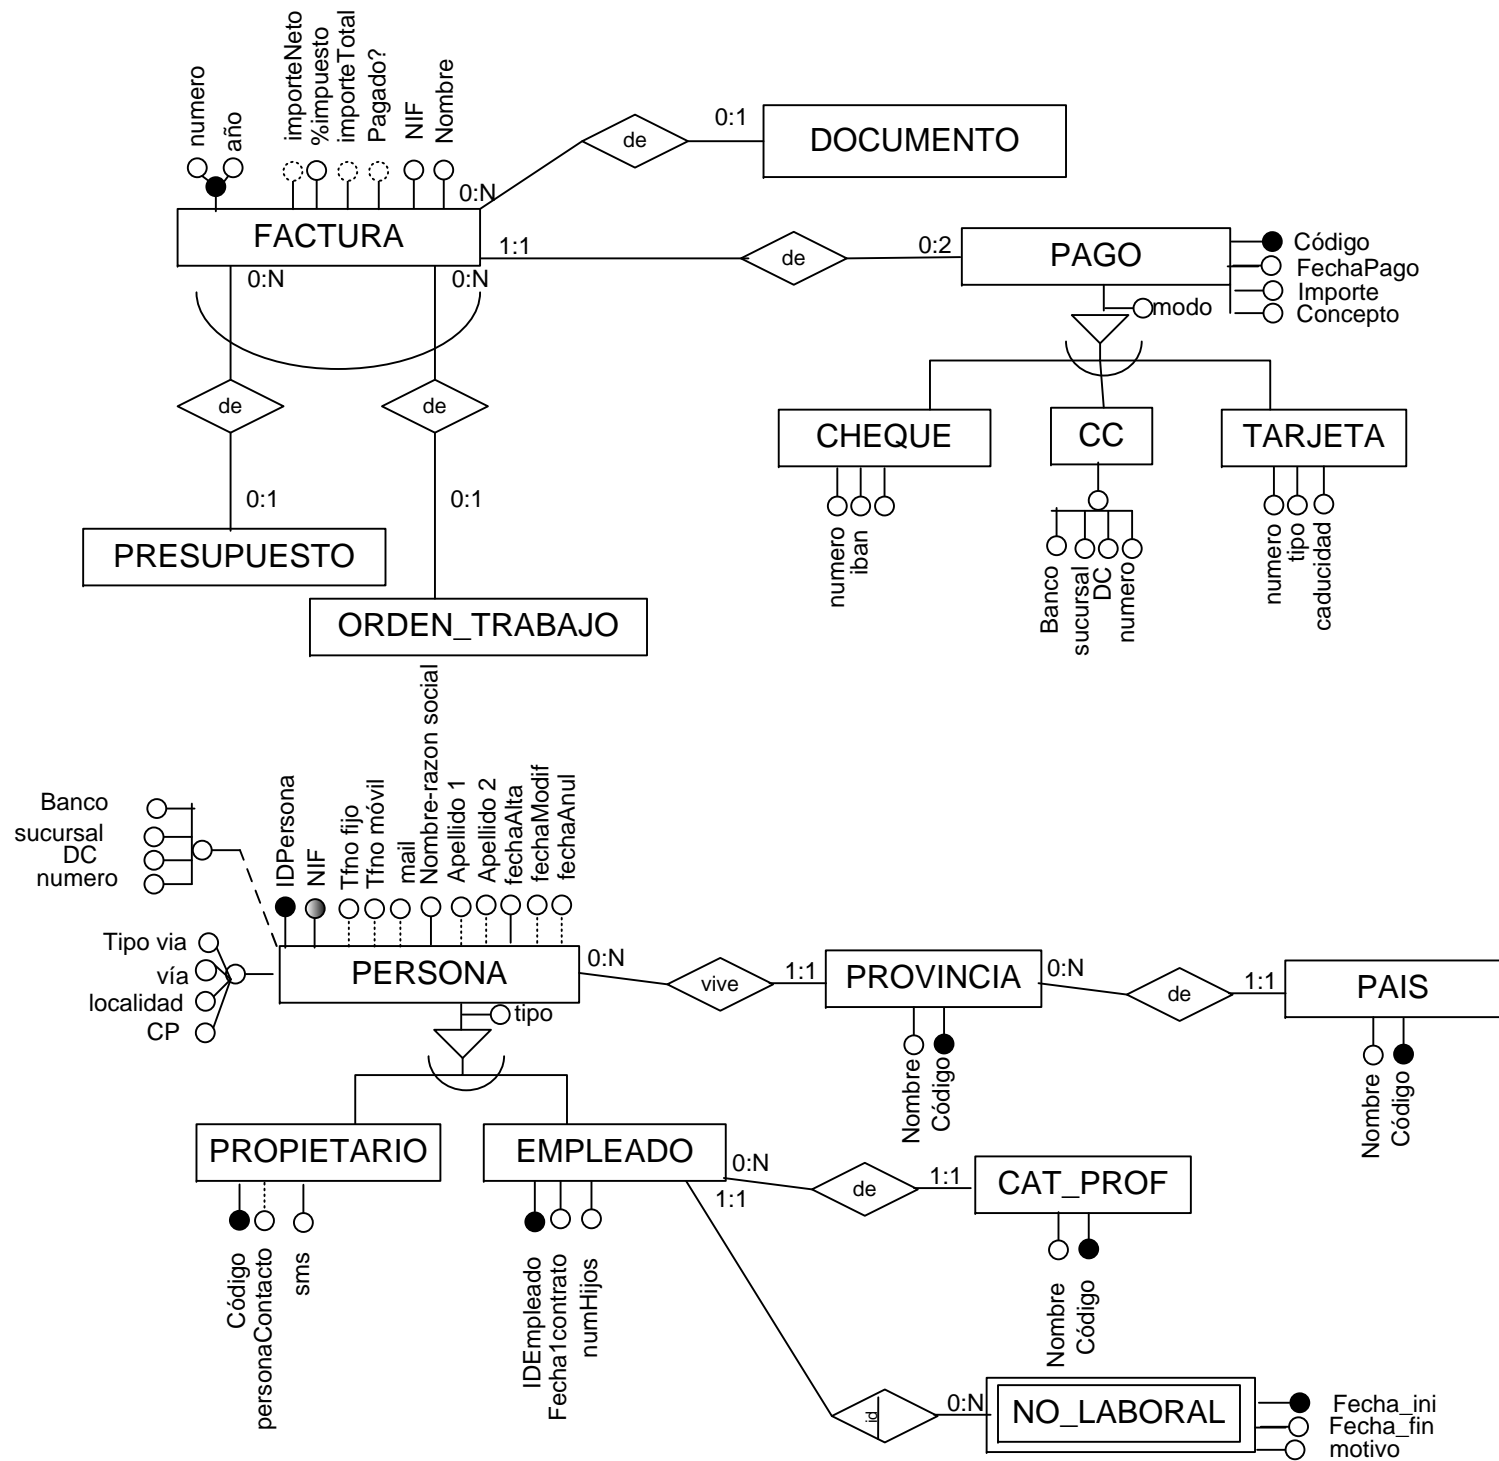 numero
año
importeNeto
%impuesto
importeTotal
Pagado?
NIF
Nombre
0:N
de
0:1
DOCUMENTO
FACTURA
1:1
de
0:2
PAGO
Código
FechaPago
Importe
Concepto
modo
0:N
0:N
de
de
CHEQUE
CC
TARJETA
0:1
0:1
numero
iban
Banco
sucursal
DC
numero
numero
tipo
caducidad
PRESUPUESTO
ORDEN_TRABAJO
Banco
sucursal
DC
numero
IDPersona
NIF
Tfno fijo
Tfno móvil
mail
Nombre-razon social
Apellido 1
Apellido 2
fechaAlta
fechaModif
fechaAnul
Tipo via
vía
localidad
CP
PERSONA
0:N
vive
1:1
PROVINCIA
0:N
de
1:1
PAIS
tipo
Nombre
Código
Nombre
Código
PROPIETARIO
EMPLEADO
0:N
1:1
de
1:1
CAT_PROF
Código
personaContacto
sms
IDEmpleado
Fecha1contrato
numHijos
Nombre
Código
id
0:N
NO_LABORAL
Fecha_ini
Fecha_fin
motivo